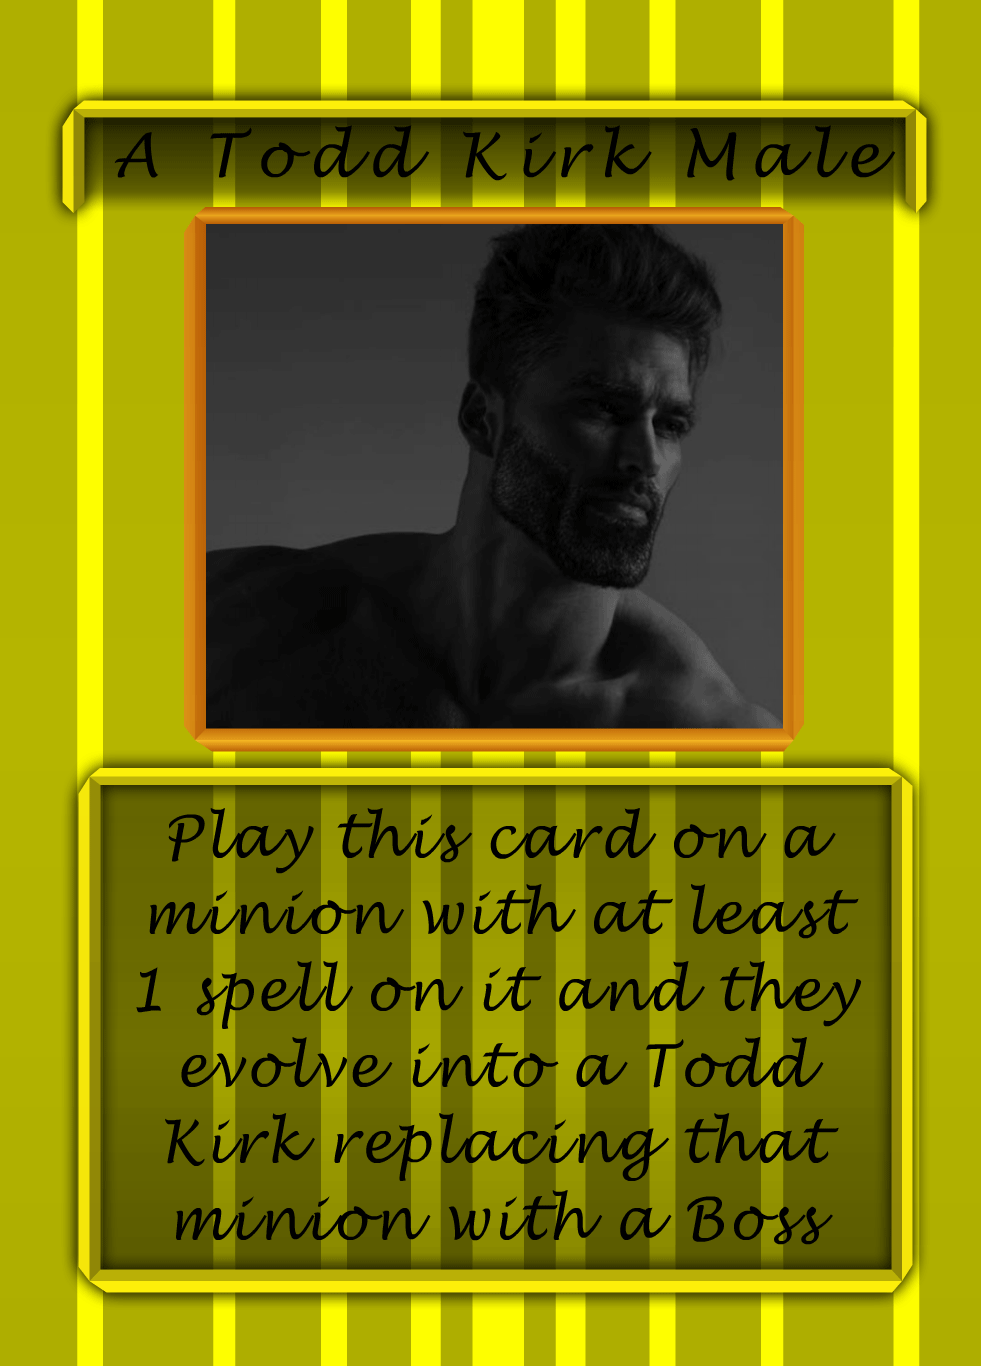 A Todd Kirk Male
Play this card on a
minion with at least
1 spell on it and they
evolve into a Todd
Kirk replacing that
minion with a Boss